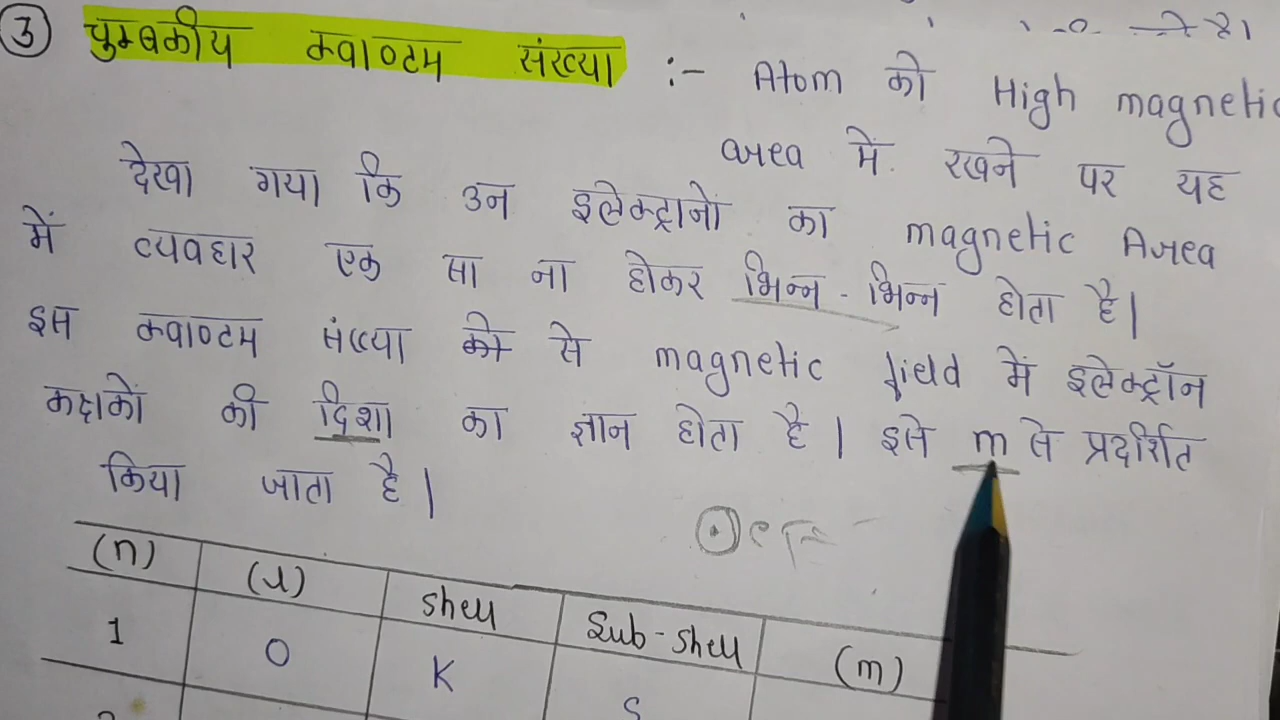 ③ चुम्बकीय क्वाण्टम संख्या :- Atom को High magnetic
area में रखने पर यह
देखा गया कि उन इलेक्ट्रानों का magnetic Area
में व्यवहार एक सा ना होकर भिन्न - भिन्न होता है।
इस क्वाण्टम संख्या को से magnetic field में इलेक्ट्रॉन
कक्षकों की दिशा का ज्ञान होता है। इसे m से प्रदर्शित
किया जाता है।
(n) (l) Shell Sub-shell (m)
1 0 K S